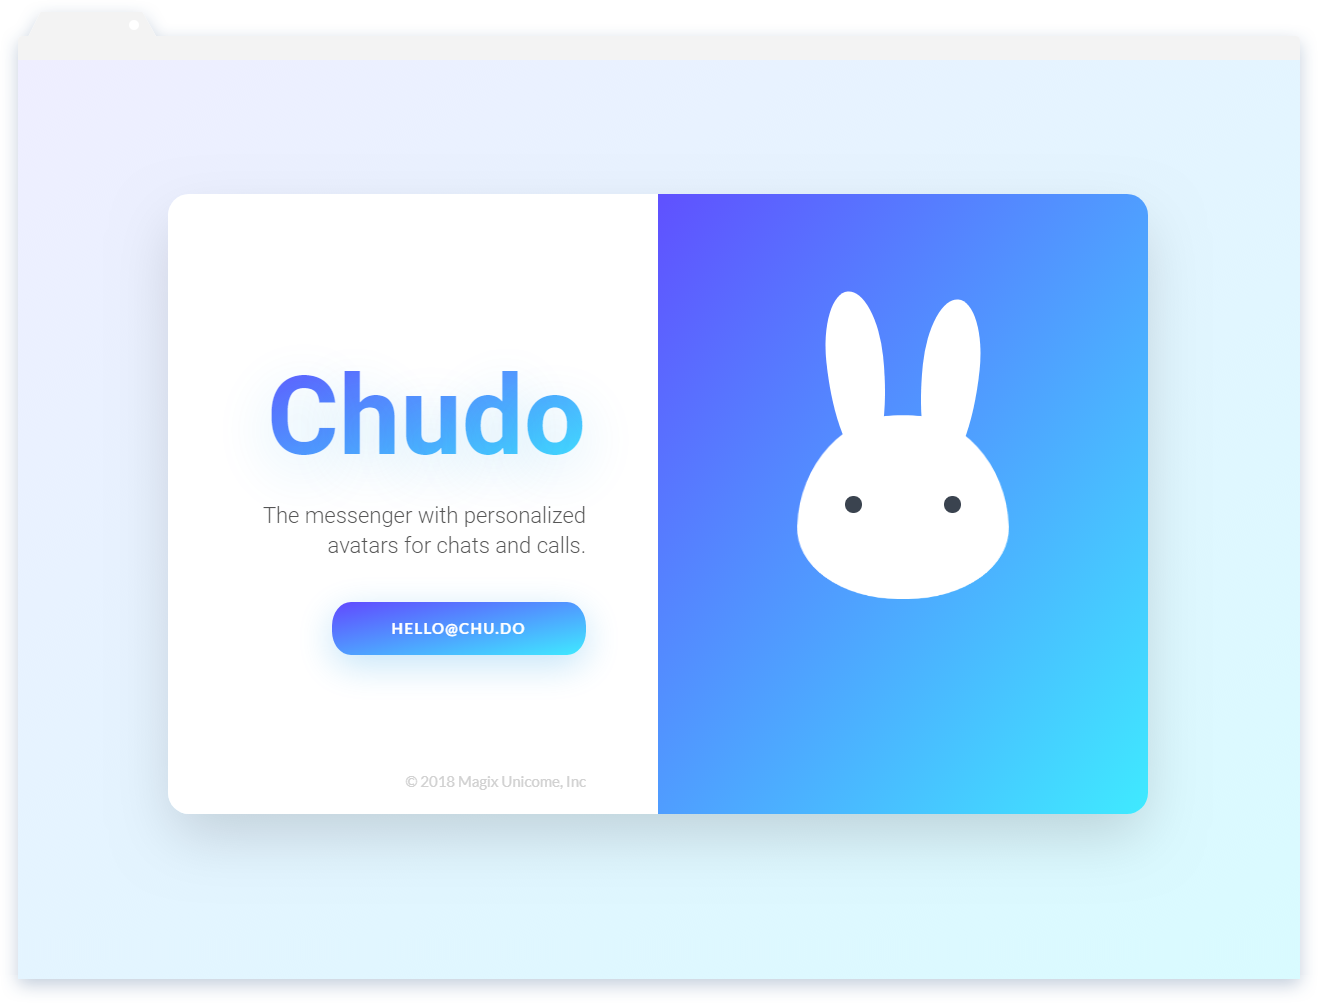 Chudo
The messenger with personalized
avatars for chats and calls.
HELLO@CHU.DO
© 2018 Magix Unicome, Inc